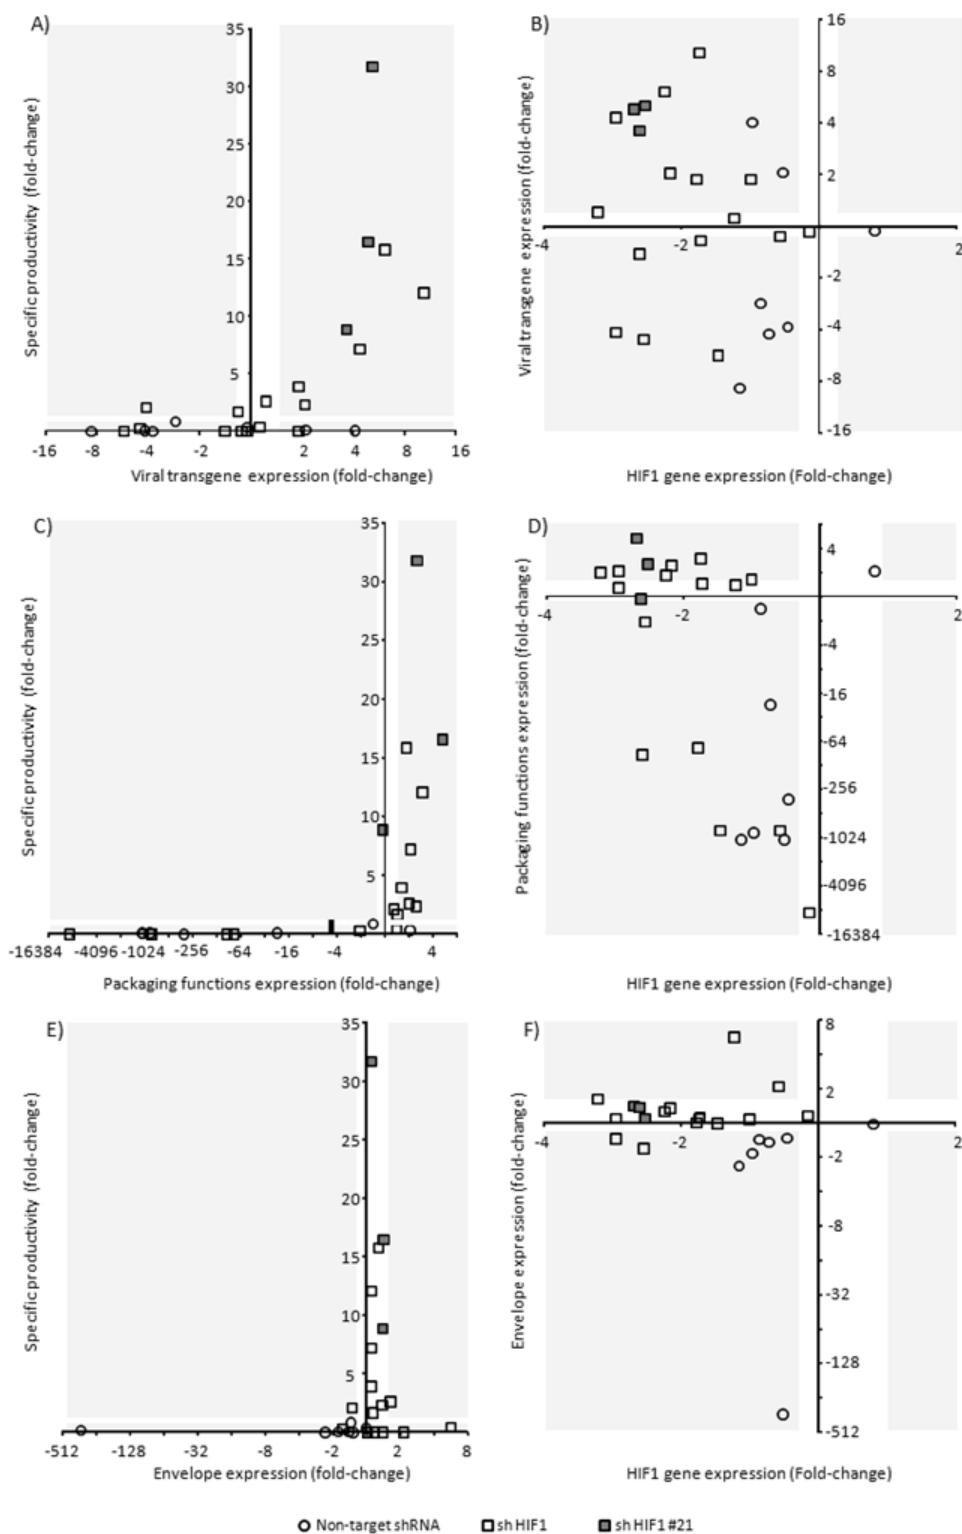 A)
Specific productivity (fold-change)
35
30
25
20
15
10
5
-16 -8 -4 -2 2 4 8 16
Viral transgene expression (fold-change)
B)
Viral transgene expression (fold-change)
16
8
4
2
-4 -2 2
-2
-4
-8
-16
HIF1 gene expression (Fold-change)
C)
Specific productivity (fold-change)
35
30
25
20
15
10
5
-16384 -4096 -1024 -256 -64 -16 -4 4
Packaging functions expression (fold-change)
D)
Packaging functions expression (fold-change)
4
-4 -2 2
-4
-16
-64
-256
-1024
-4096
-16384
HIF1 gene expression (Fold-change)
E)
Specific productivity (fold-change)
35
30
25
20
15
10
5
-512 -128 -32 -8 -2 2 8
Envelope expression (fold-change)
F)
Envelope expression (fold-change)
8
2
-4 -2 2
-2
-8
-32
-128
-512
HIF1 gene expression (Fold-change)
Non-target shRNA sh HIF1 sh HIF1 #21